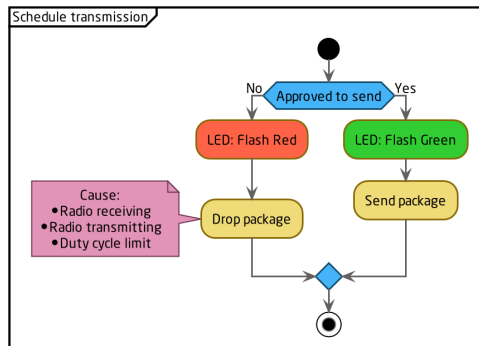 Schedule transmission
No
Approved to send
Yes
LED: Flash Red
LED: Flash Green
Cause:
•Radio receiving
•Radio transmitting
•Duty cycle limit
Drop package
Send package